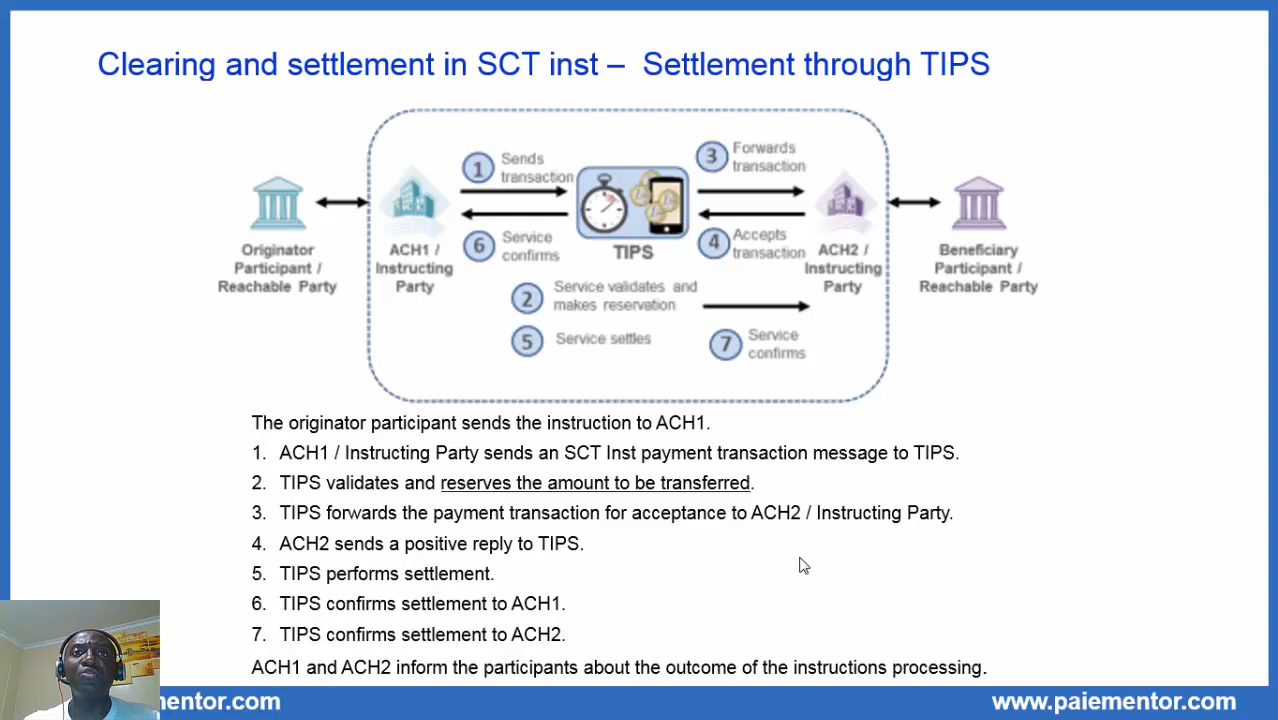 Clearing and settlement in SCT inst – Settlement through TIPS
1 Sends
transaction
3 Forwards
transaction
6 Service
confirms
TIPS
4 Accepts
transaction
Originator
Participant /
Reachable Party
ACH1 /
Instructing
Party
ACH2 /
Instructing
Party
Beneficiary
Participant /
Reachable Party
2 Service validates and
makes reservation
5 Service settles
7 Service
confirms
The originator participant sends the instruction to ACH1.
1. ACH1 / Instructing Party sends an SCT Inst payment transaction message to TIPS.
2. TIPS validates and reserves the amount to be transferred.
3. TIPS forwards the payment transaction for acceptance to ACH2 / Instructing Party.
4. ACH2 sends a positive reply to TIPS.
5. TIPS performs settlement.
6. TIPS confirms settlement to ACH1.
7. TIPS confirms settlement to ACH2.
ACH1 and ACH2 inform the participants about the outcome of the instructions processing.
mentor.com
www.paiementor.com